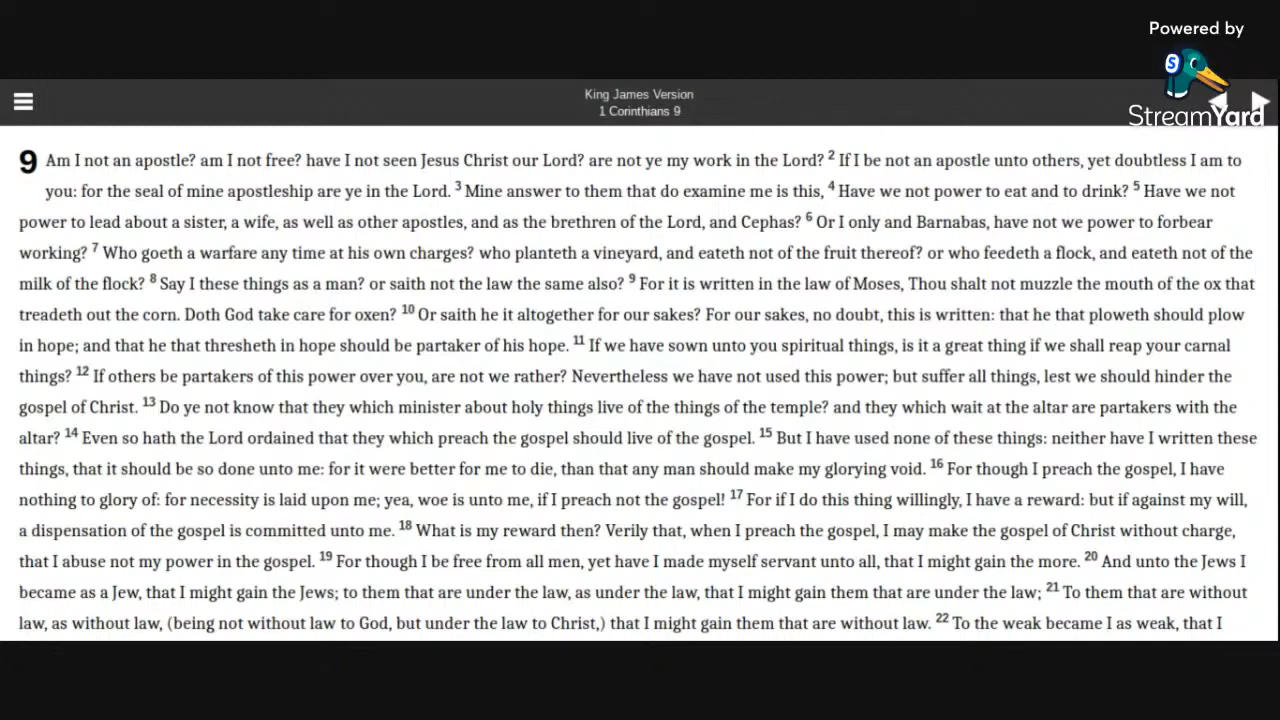 Powered by
StreamYard
King James Version
1 Corinthians 9
9 Am I not an apostle? am I not free? have I not seen Jesus Christ our Lord? are not ye my work in the Lord? 2 If I be not an apostle unto others, yet doubtless I am to
you: for the seal of mine apostleship are ye in the Lord. 3 Mine answer to them that do examine me is this, 4 Have we not power to eat and to drink? 5 Have we not
power to lead about a sister, a wife, as well as other apostles, and as the brethren of the Lord, and Cephas? 6 Or I only and Barnabas, have not we power to forbear
working? 7 Who goeth a warfare any time at his own charges? who planteth a vineyard, and eateth not of the fruit thereof? or who feedeth a flock, and eateth not of the
milk of the flock? 8 Say I these things as a man? or saith not the law the same also? 9 For it is written in the law of Moses, Thou shalt not muzzle the mouth of the ox that
treadeth out the corn. Doth God take care for oxen? 10 Or saith he it altogether for our sakes? For our sakes, no doubt, this is written: that he that ploweth should plow
in hope; and that he that thresheth in hope should be partaker of his hope. 11 If we have sown unto you spiritual things, is it a great thing if we shall reap your carnal
things? 12 If others be partakers of this power over you, are not we rather? Nevertheless we have not used this power; but suffer all things, lest we should hinder the
gospel of Christ. 13 Do ye not know that they which minister about holy things live of the things of the temple? and they which wait at the altar are partakers with the
altar? 14 Even so hath the Lord ordained that they which preach the gospel should live of the gospel. 15 But I have used none of these things: neither have I written these
things, that it should be so done unto me: for it were better for me to die, than that any man should make my glorying void. 16 For though I preach the gospel, I have
nothing to glory of: for necessity is laid upon me; yea, woe is unto me, if I preach not the gospel! 17 For if I do this thing willingly, I have a reward: but if against my will,
a dispensation of the gospel is committed unto me. 18 What is my reward then? Verily that, when I preach the gospel, I may make the gospel of Christ without charge,
that I abuse not my power in the gospel. 19 For though I be free from all men, yet have I made myself servant unto all, that I might gain the more. 20 And unto the Jews I
became as a Jew, that I might gain the Jews; to them that are under the law, as under the law, that I might gain them that are under the law; 21 To them that are without
law, as without law, (being not without law to God, but under the law to Christ,) that I might gain them that are without law. 22 To the weak became I as weak, that I